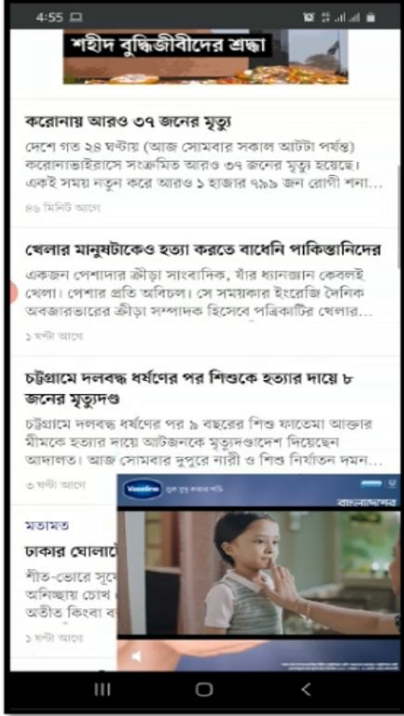 4:55
শহীদ বুদ্ধিজীবীদের শ্রদ্ধা
করোনায় আরও ৩৭ জনের মৃত্যু
দেশে গত ২৪ ঘণ্টায় (আজ সোমবার সকাল আটটা পর্যন্ত)
করোনাভাইরাসে সংক্রমিত আরও ৩৭ জনের মৃত্যু হয়েছে।
একই সময় নতুন করে আরও ১ হাজার ৭৯৯ জন রোগী শনা...
৪৬ মিনিট আগে
খেলার মানুষটাকেও হত্যা করতে বাধেনি পাকিস্তানিদের
একজন পেশাদার ক্রীড়া সাংবাদিক, যাঁর ধ্যানজ্ঞান কেবলই
খেলা। পেশার প্রতি অবিচল। সে সময়কার ইংরেজি দৈনিক
অবজারভারের ক্রীড়া সম্পাদক হিসেবে পত্রিকাটির খেলার...
১ ঘণ্টা আগে
চট্টগ্রামে দলবদ্ধ ধর্ষণের পর শিশুকে হত্যার দায়ে ৮
জনের মৃত্যুদণ্ড
চট্টগ্রামে দলবদ্ধ ধর্ষণের পর ৯ বছরের শিশু ফাতেমা আক্তার
মীমকে হত্যার দায়ে আটজনকে মৃত্যুদণ্ডাদেশ দিয়েছেন
আদালত। আজ সোমবার দুপুরে নারী ও শিশু নির্যাতন দমন...
৩ ঘণ্টা আগে
Vaseline
বাংলাদেশের
মতামত
ঢাকার ঘোলাটে
শীত-ভোরে সূ
অনিচ্ছায় চোখ
অতীত কিংবা ব
১ ঘণ্টা আগে